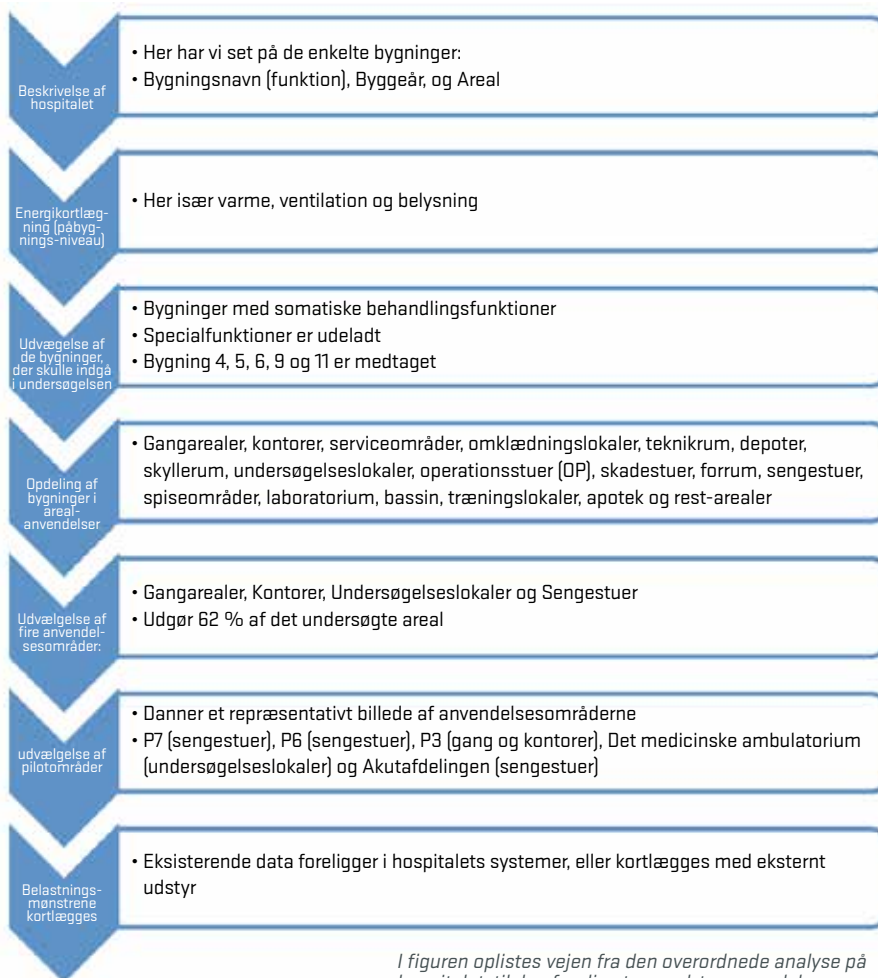 Beskrivelse af
hospitalet
• Her har vi set på de enkelte bygninger:
• Bygningsnavn (funktion), Byggeår, og Areal
Energikortlæg-
ning (påbyg-
nings-niveau)
• Her især varme, ventilation og belysning
Udvægelse af
de bygninger,
der skulle indgå
i undersøgelsen
• Bygninger med somatiske behandlingsfunktioner
• Specialfunktioner er udeladt
• Bygning 4, 5, 6, 9 og 11 er medtaget
Opdeling af
bygninger i
areal-
anvendelser
• Gangarealer, kontorer, serviceområder, omklædningslokaler, teknikrum, depoter,
skyllerum, undersøgelseslokaler, operationsstuer (OP), skadestuer, forrum, sengestuer,
spiseområder, laboratorium, bassin, træningslokaler, apotek og rest-arealer
Udvælgelse af
fire anvendel-
sesområder:
• Gangarealer, Kontorer, Undersøgelseslokaler og Sengestuer
• Udgør 62 % af det undersøgte areal
udvælgelse af
pilotområder
• Danner et repræsentativt billede af anvendelsesområderne
• P7 (sengestuer), P6 (sengestuer), P3 (gang og kontorer), Det medicinske ambulatorium
(undersøgelseslokaler) og Akutafdelingen (sengestuer)
Belastnings-
mønstrene
kortlægges
• Eksisterende data foreligger i hospitalets systemer, eller kortlægges med eksternt
udstyr
I figuren oplistes vejen fra den overordnede analyse på